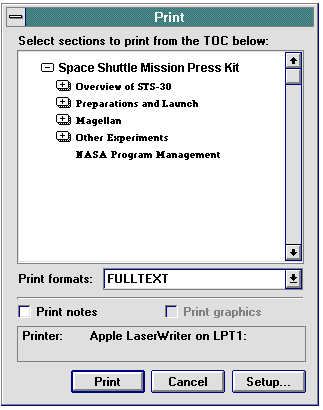 Print
Select sections to print from the TOC below:
Space Shuttle Mission Press Kit
Overview of STS-30
Preparations and Launch
Magellan
Other Experiments
NASA Program Management
Print formats: FULLTEXT
Print notes Print graphics
Printer: Apple LaserWriter on LPT1:
Print Cancel Setup...